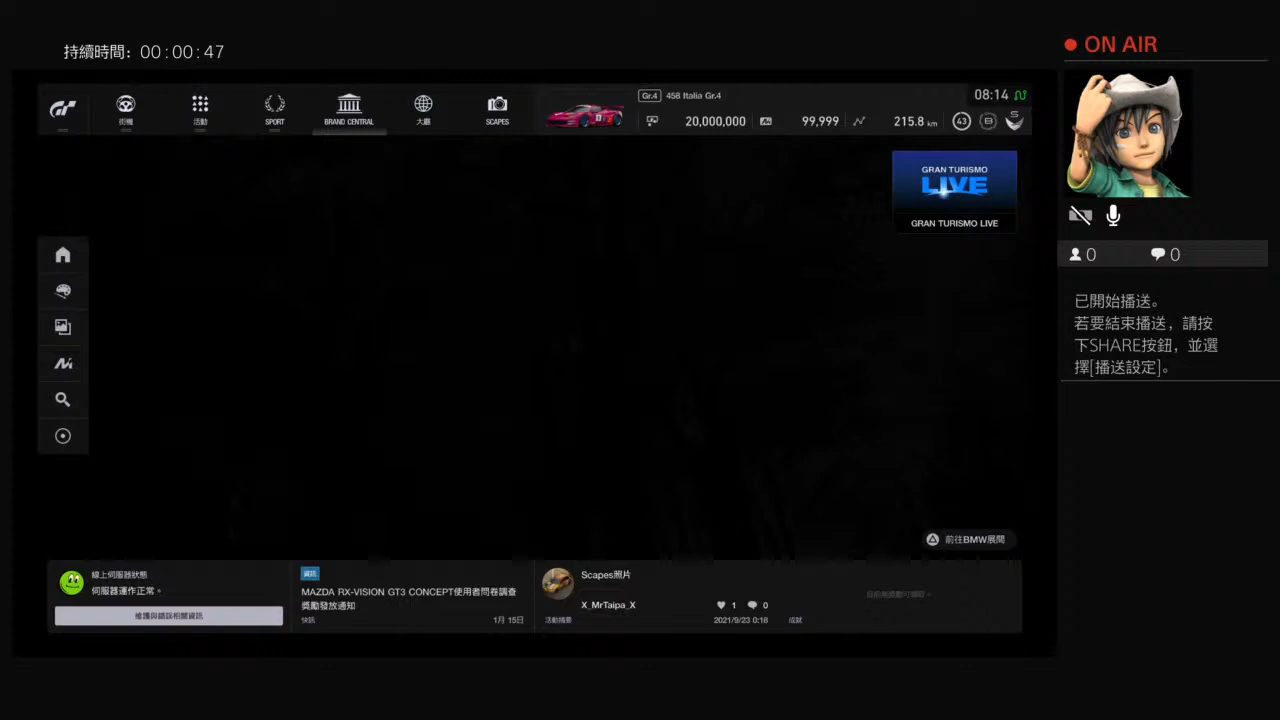 持續時間：00:00:47
ON AIR
街機
活動
SPORT
BRAND CENTRAL
大廳
SCAPES
Gr.4 458 Italia Gr.4
20,000,000
99,999
215.8 km
08:14
43
B
S
GRAN TURISMO
LIVE
GRAN TURISMO LIVE
0 0
已開始播送。
若要結束播送，請按
下SHARE按鈕，並選
擇[播送設定]。
前往BMW展間
線上伺服器狀態
伺服器運作正常。
維護與錯誤相關資訊
資訊
MAZDA RX-VISION GT3 CONCEPT使用者問卷調查
獎勵發放通知
快訊 1月 15日
Scapes照片
X_MrTaipa_X 1 0
活動摘要 2021/9/23 0:18
成就
目前無獎勵可領取。